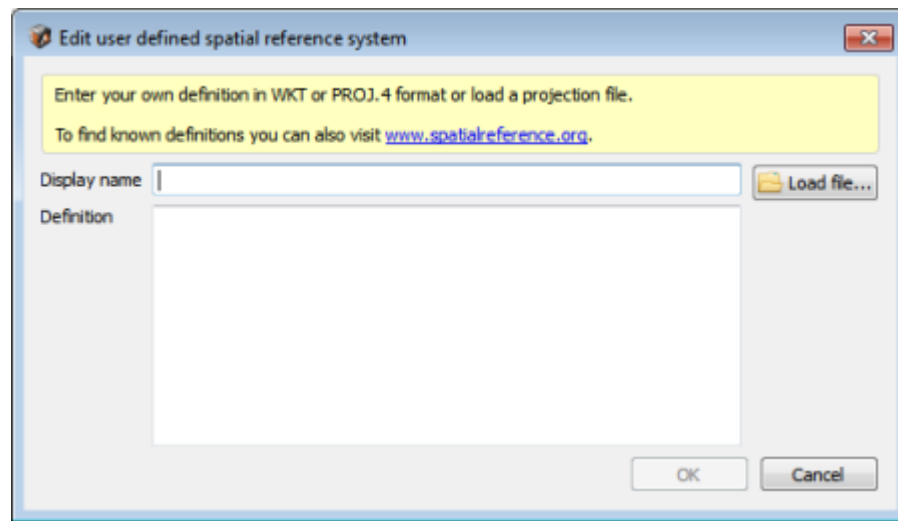 Edit user defined spatial reference system
Enter your own definition in WKT or PROJ.4 format or load a projection file.
To find known definitions you can also visit www.spatialreference.org.
Display name
Load file...
Definition
OK
Cancel